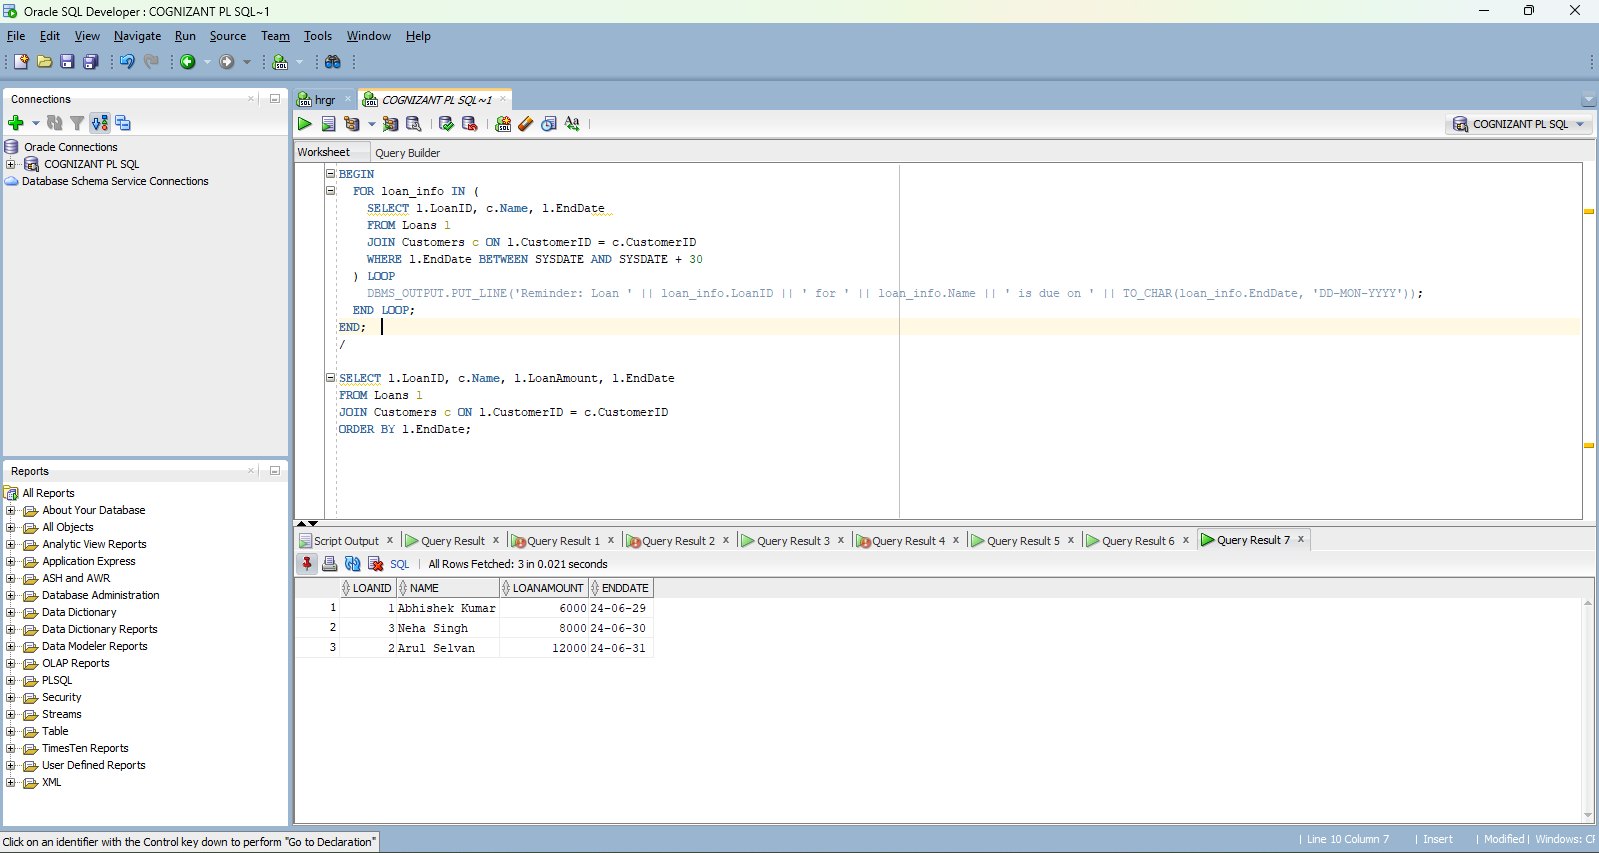 Oracle SQL Developer : COGNIZANT PL SQL~1
File Edit View Navigate Run Source Team Tools Window Help
Connections
Oracle Connections
COGNIZANT PL SQL
Database Schema Service Connections
Reports
All Reports
About Your Database
All Objects
Analytic View Reports
Application Express
ASH and AWR
Database Administration
Data Dictionary
Data Dictionary Reports
Data Modeler Reports
OLAP Reports
PLSQL
Security
Streams
Table
TimesTen Reports
User Defined Reports
XML
hrgr COGNIZANT PL SQL~1
COGNIZANT PL SQL
Worksheet Query Builder
BEGIN
FOR loan_info IN (
SELECT l.LoanID, c.Name, l.EndDate
FROM Loans l
JOIN Customers c ON l.CustomerID = c.CustomerID
WHERE l.EndDate BETWEEN SYSDATE AND SYSDATE + 30
) LOOP
DBMS_OUTPUT.PUT_LINE('Reminder: Loan ' || loan_info.LoanID || ' for ' || loan_info.Name || ' is due on ' || TO_CHAR(loan_info.EndDate, 'DD-MON-YYYY'));
END LOOP;
END;
/
SELECT l.LoanID, c.Name, l.LoanAmount, l.EndDate
FROM Loans l
JOIN Customers c ON l.CustomerID = c.CustomerID
ORDER BY l.EndDate;
Script Output x Query Result x Query Result 1 x Query Result 2 x Query Result 3 x Query Result 4 x Query Result 5 x Query Result 6 x Query Result 7 x
SQL | All Rows Fetched: 3 in 0.021 seconds
LOANID NAME LOANAMOUNT ENDDATE
1 1 Abhishek Kumar 6000 24-06-29
2 3 Neha Singh 8000 24-06-30
3 2 Arul Selvan 12000 24-06-31
Click on an identifier with the Control key down to perform "Go to Declaration"
| Line 10 Column 7 | Insert | Modified | Windows: CF